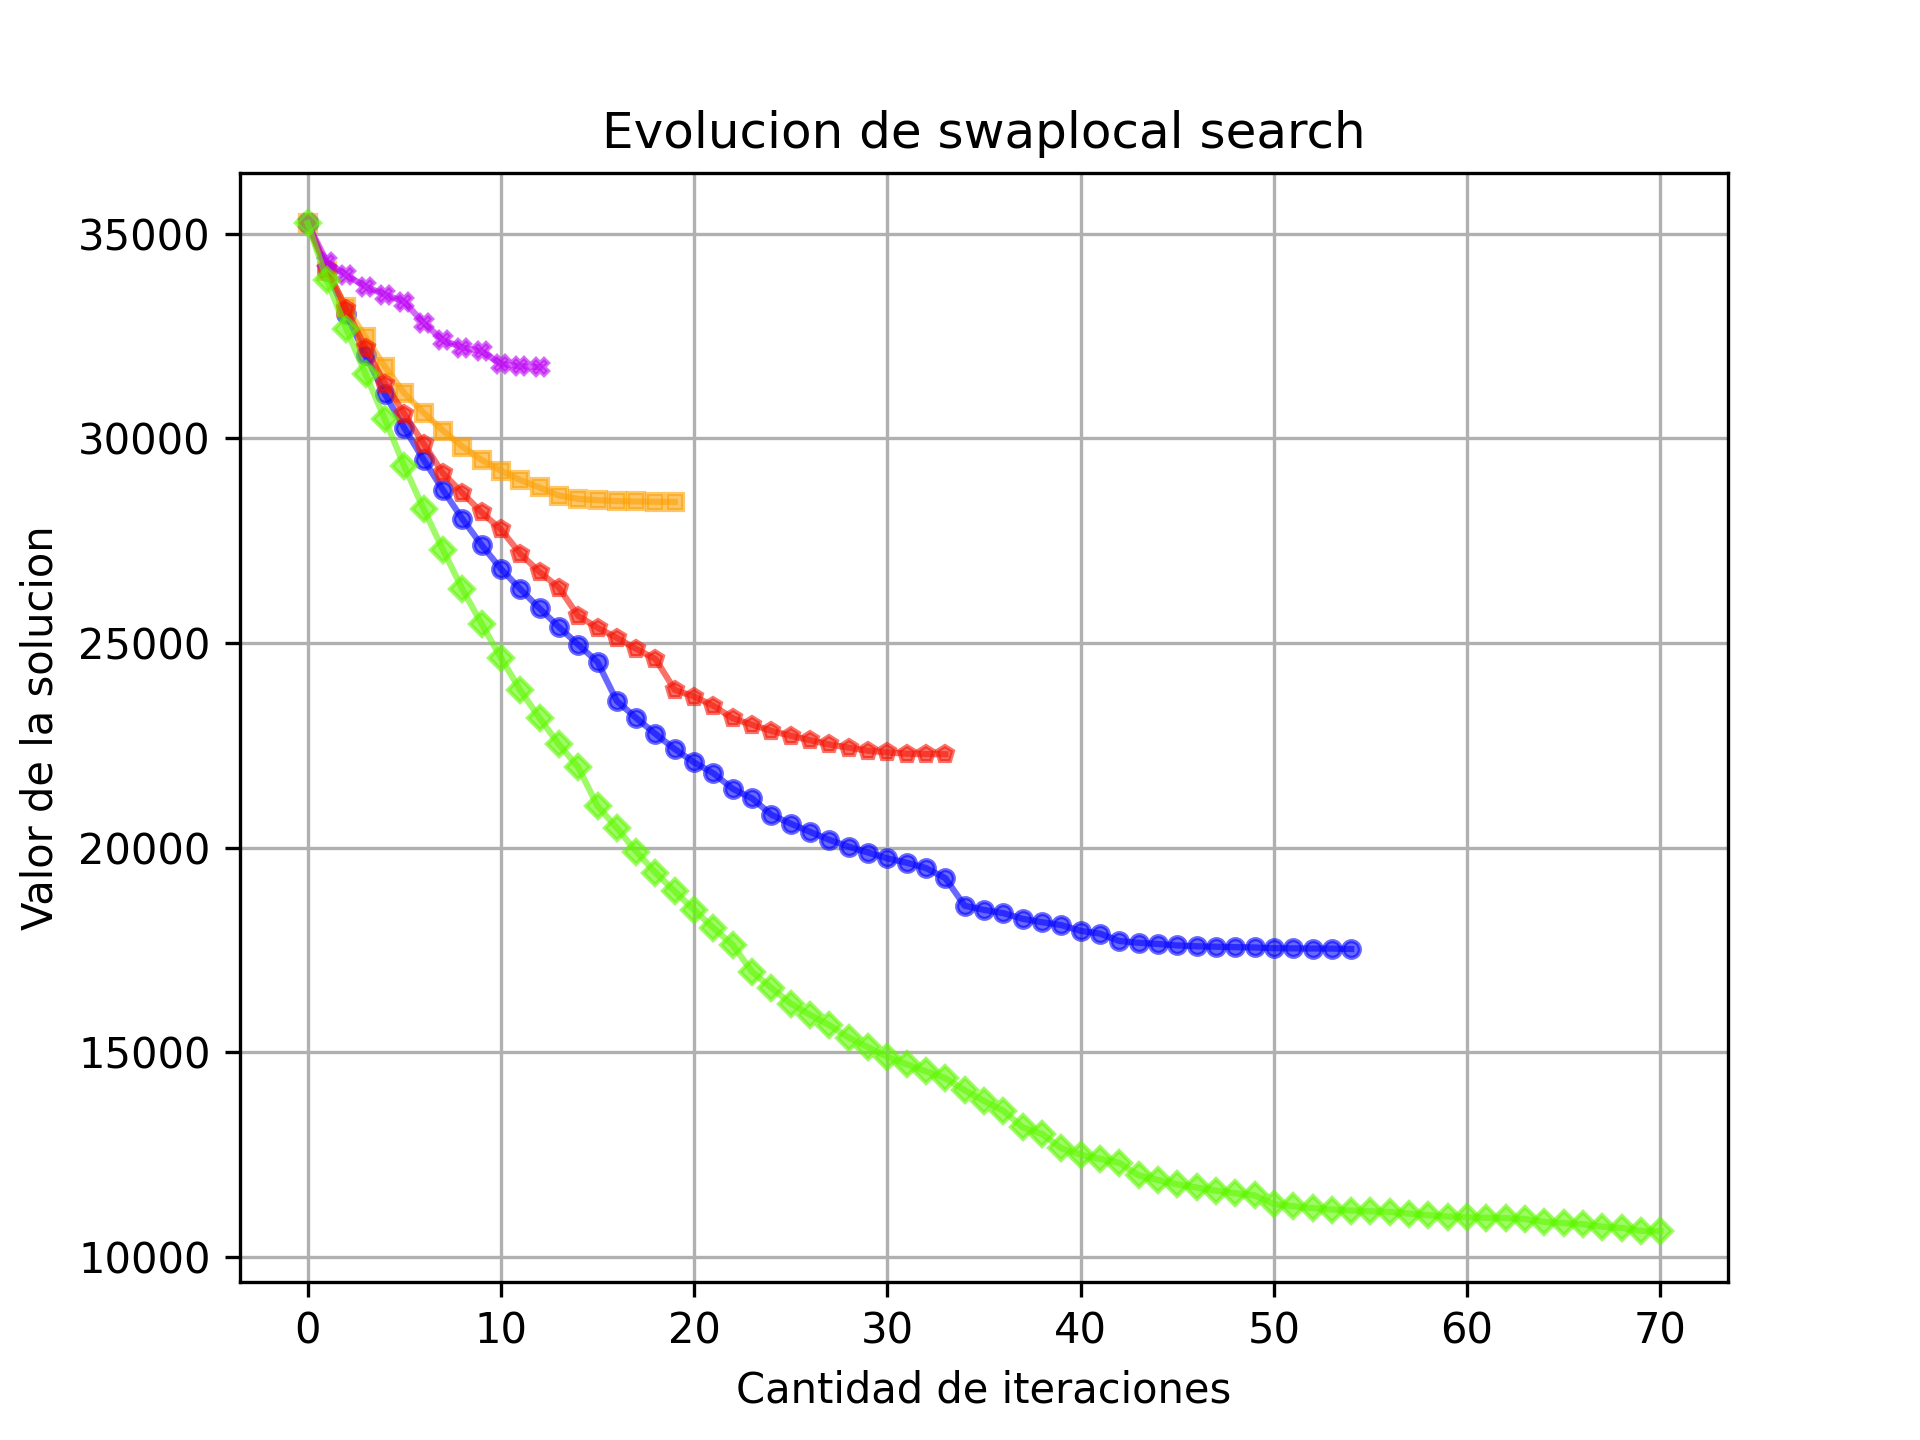 Evolucion de swaplocal search
Valor de la solucion
35000
30000
25000
20000
15000
10000
0 10 20 30 40 50 60 70
Cantidad de iteraciones